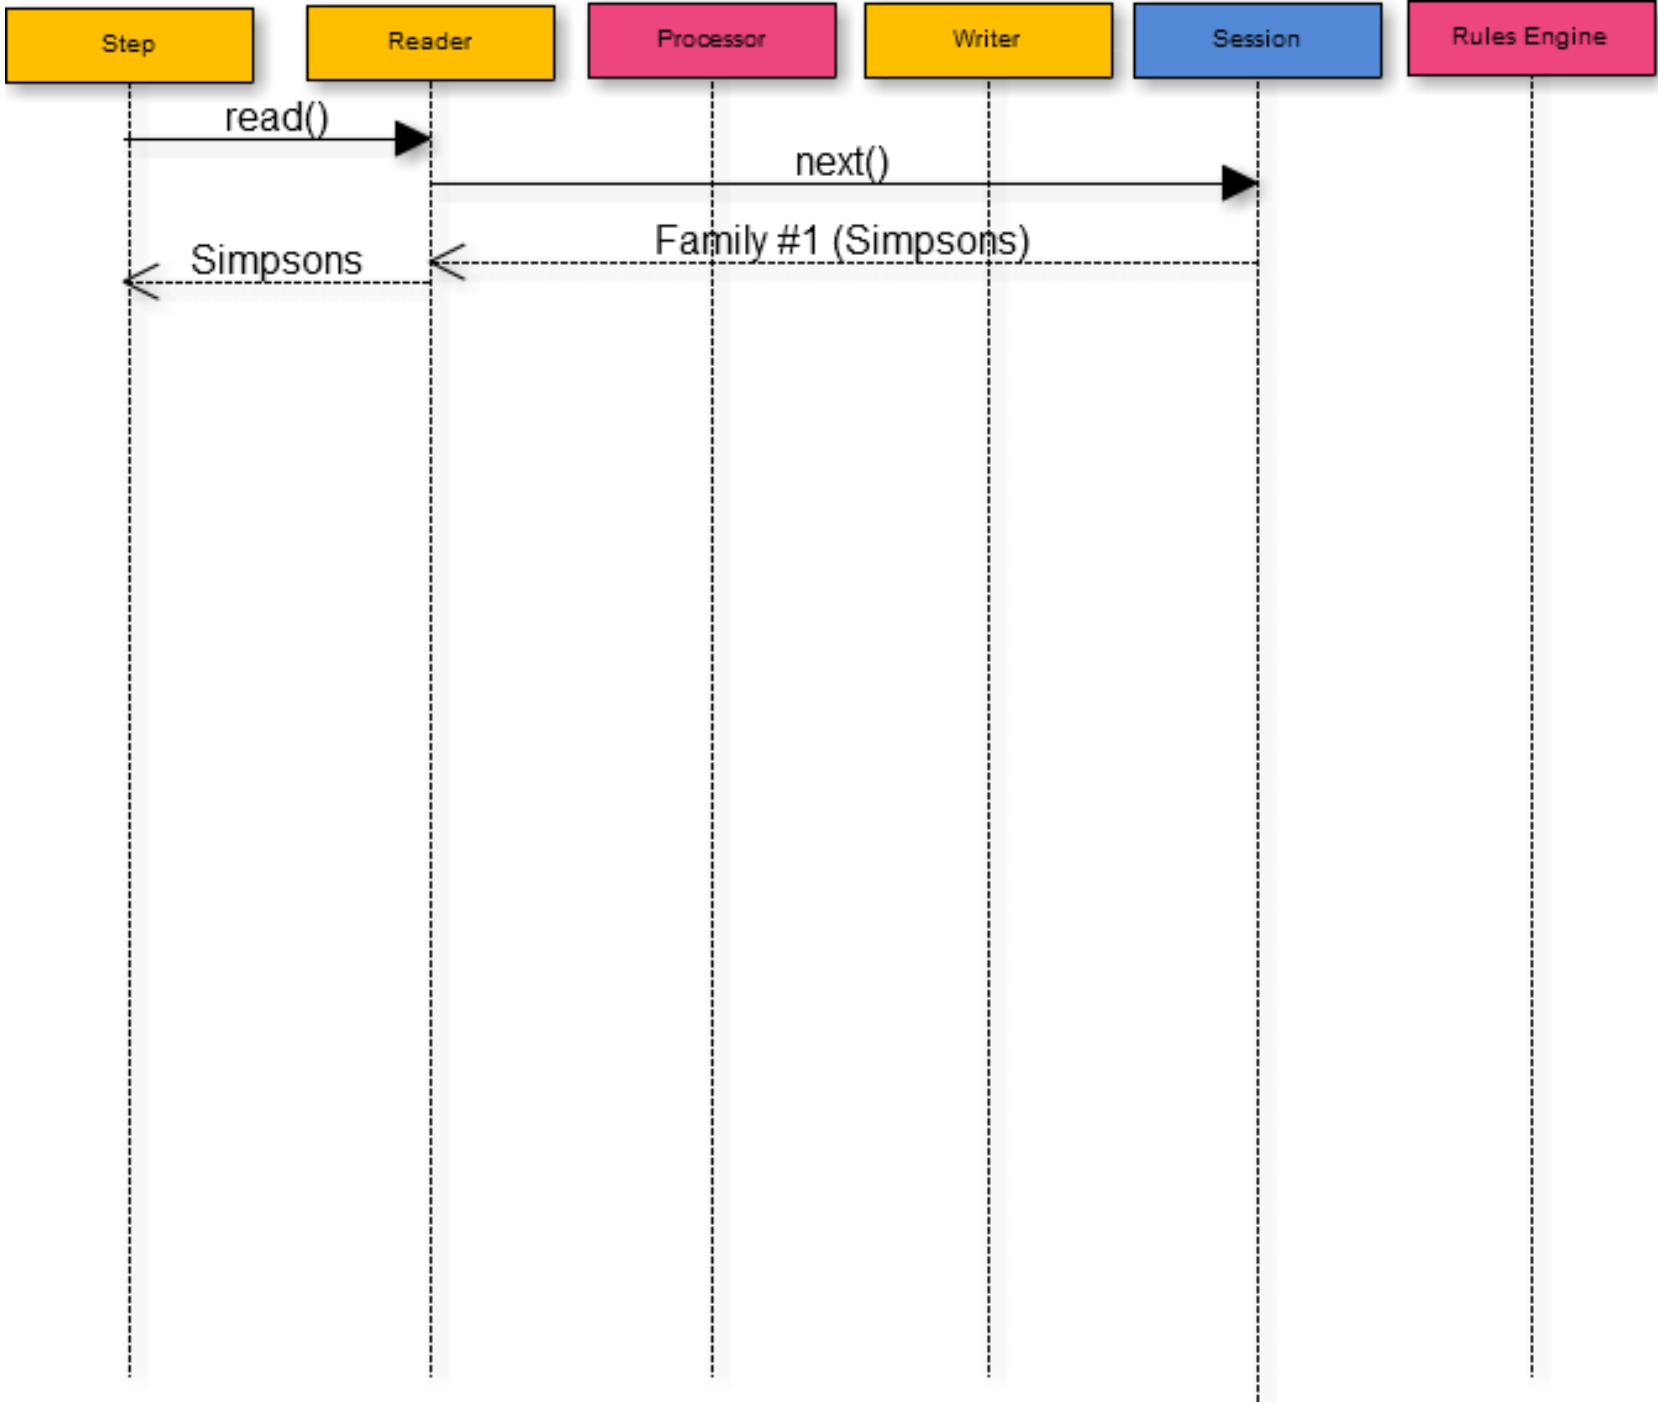 Step
Reader
Processor
Writer
Session
Rules Engine
read()
next()
Family #1 (Simpsons)
Simpsons